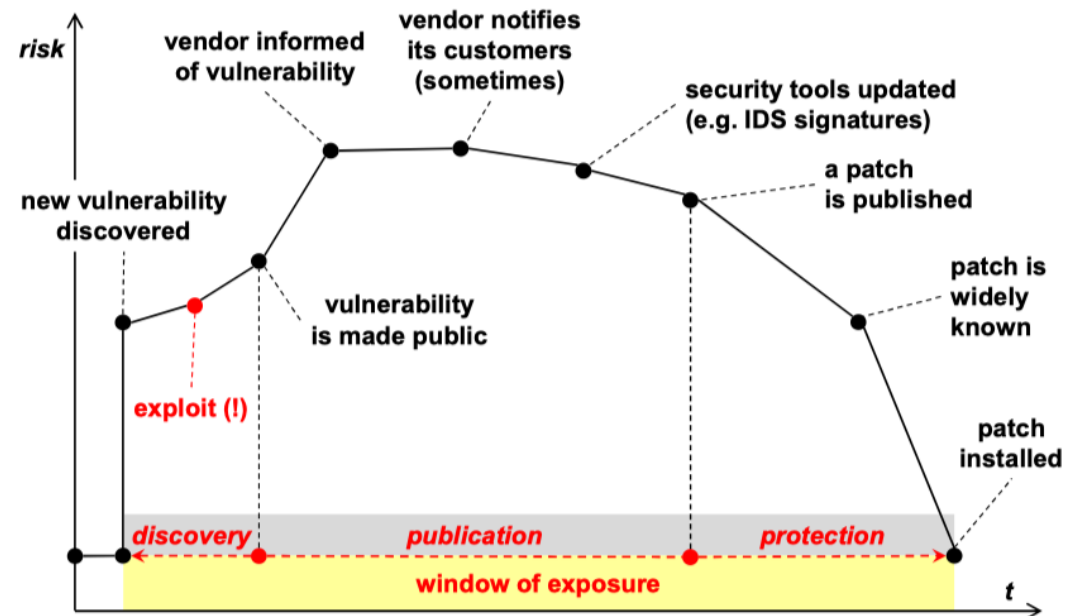 risk
vendor informed
of vulnerability
vendor notifies
its customers
(sometimes)
security tools updated
(e.g. IDS signatures)
a patch
is published
new vulnerability
discovered
vulnerability
is made public
patch is
widely
known
exploit (!)
patch
installed
discovery
publication
protection
window of exposure
t